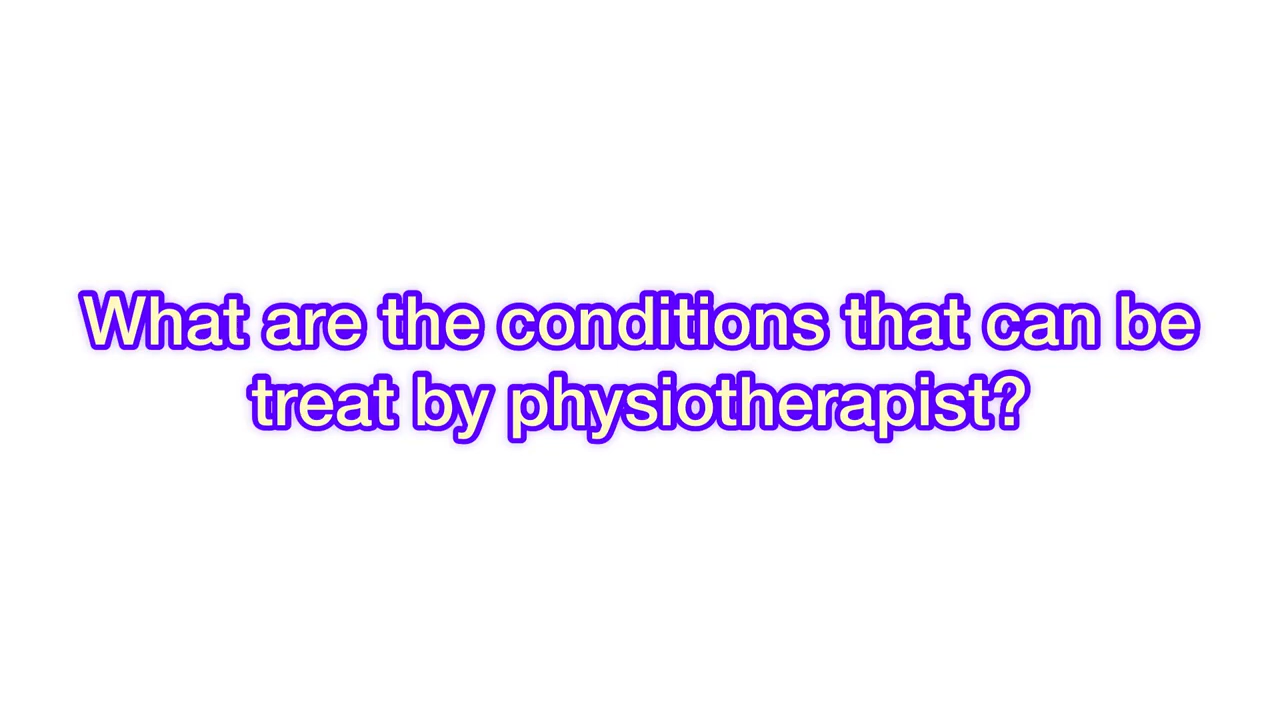 What are the conditions that can be
treat by physiotherapist?